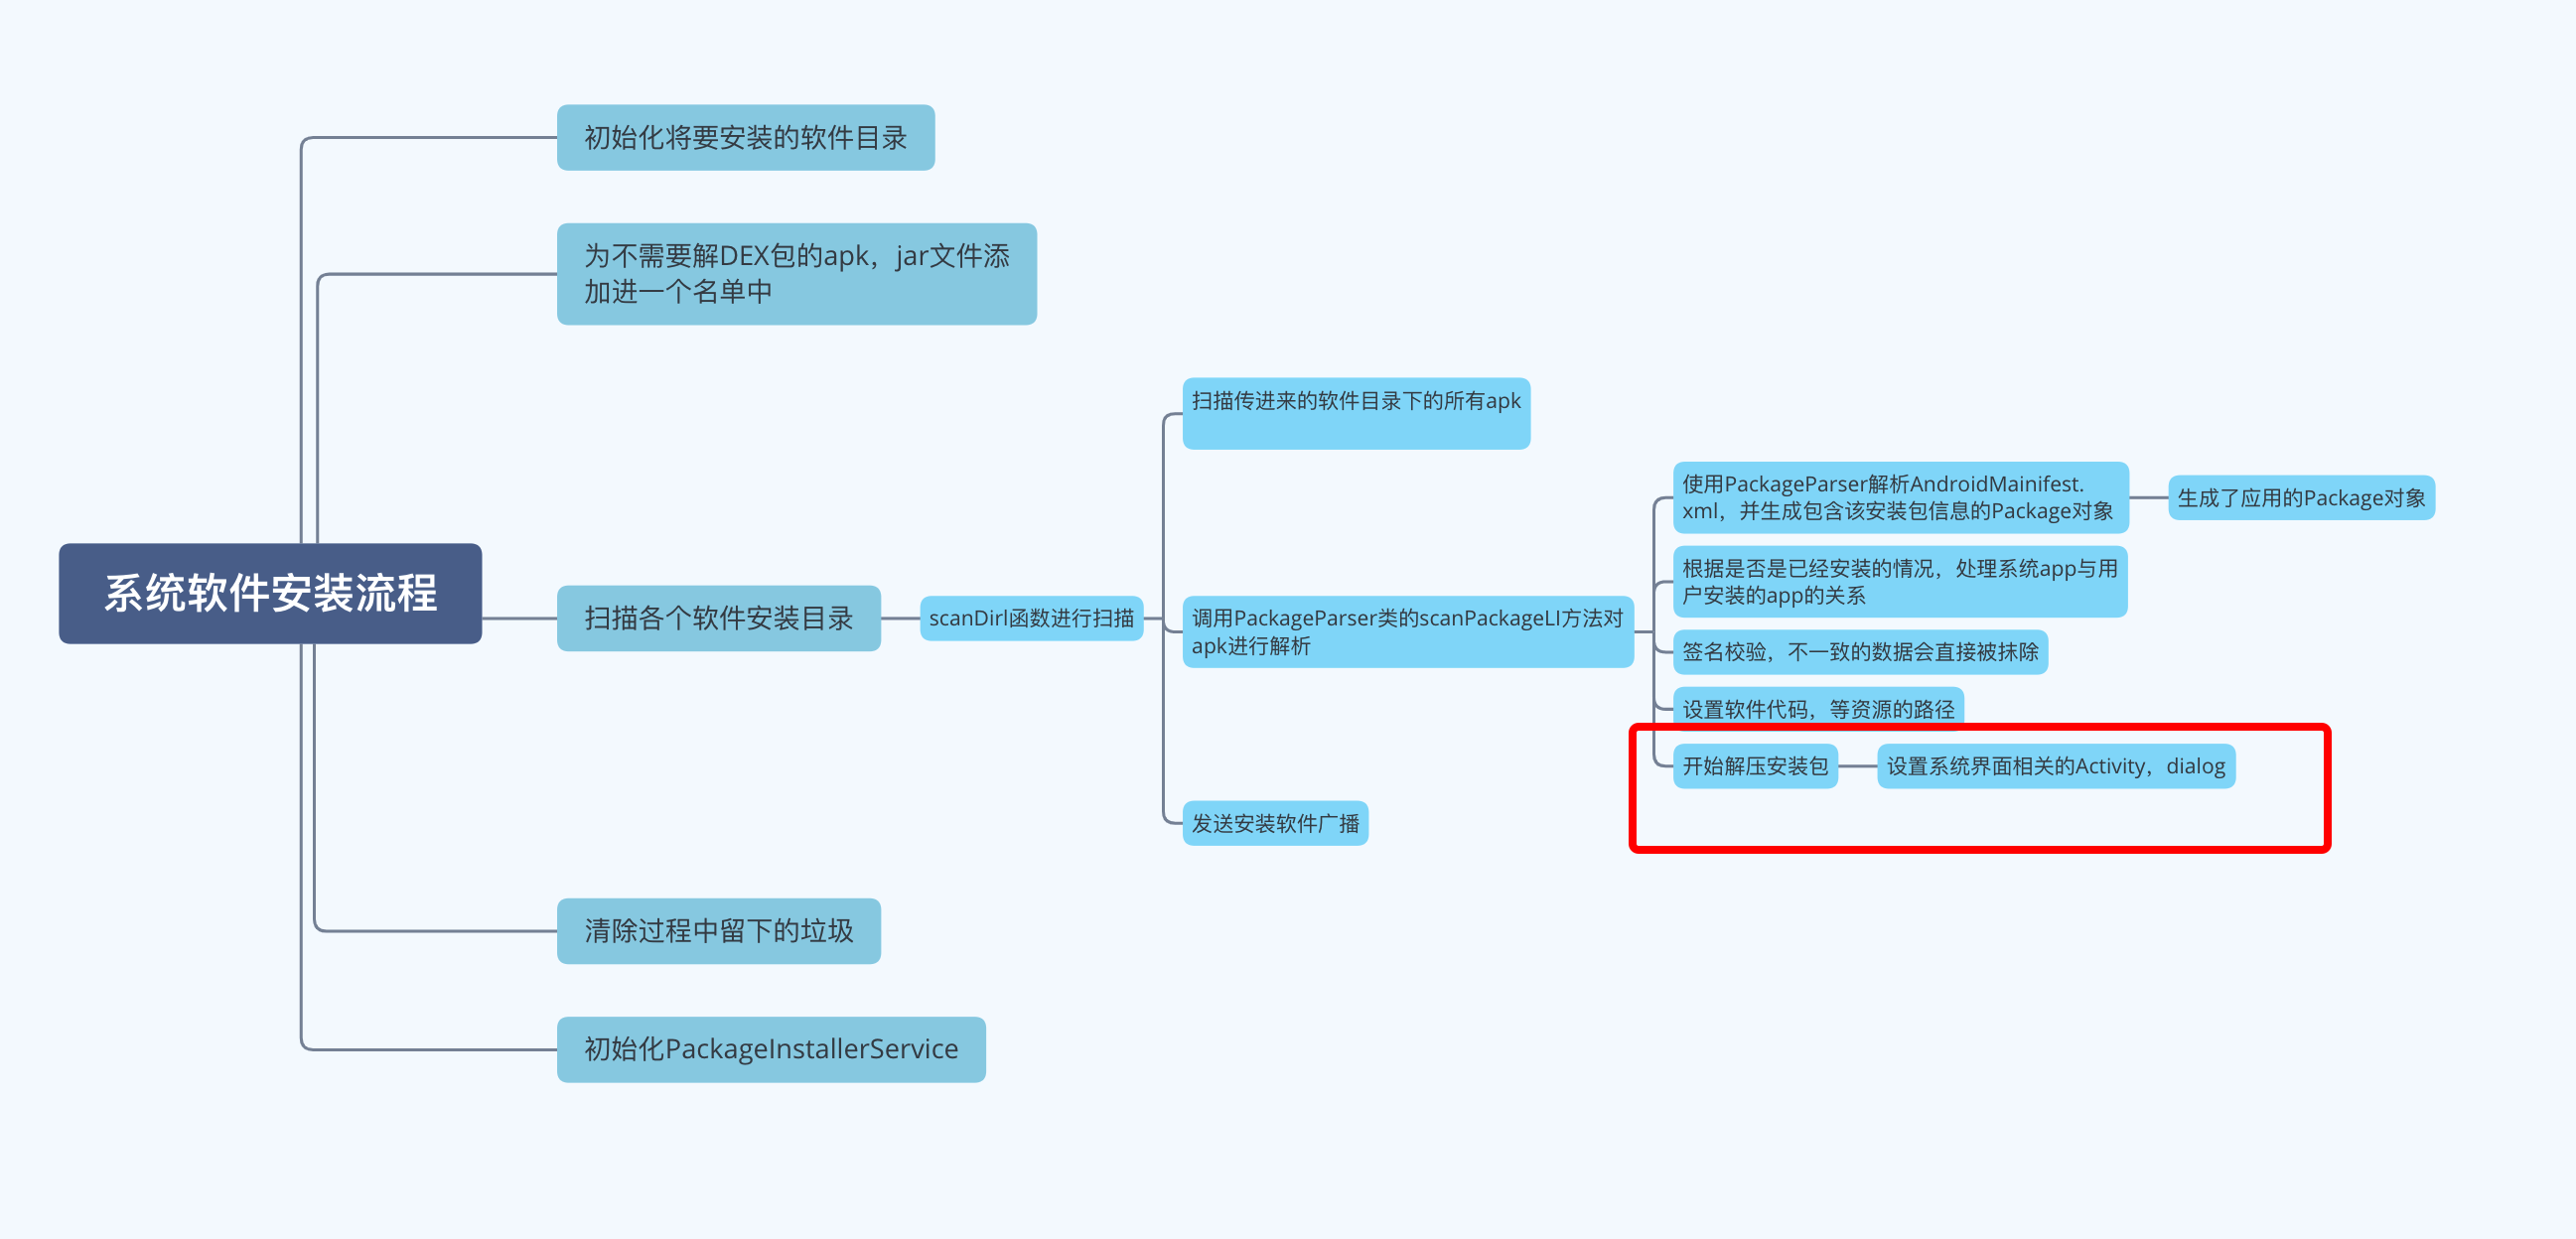 初始化将要安装的软件目录
为不需要解DEX包的apk，jar文件添
加进一个名单中
扫描传进来的软件目录下的所有apk
使用PackageParser解析AndroidMainifest.
xml，并生成包含该安装包信息的Package对象
生成了应用的Package对象
根据是否是已经安装的情况，处理系统app与用
户安装的app的关系
系统软件安装流程
扫描各个软件安装目录
scanDirl函数进行扫描
调用PackageParser类的scanPackageLI方法对
apk进行解析
签名校验，不一致的数据会直接被抹除
设置软件代码，等资源的路径
开始解压安装包
设置系统界面相关的Activity，dialog
发送安装软件广播
清除过程中留下的垃圾
初始化PackageInstallerService